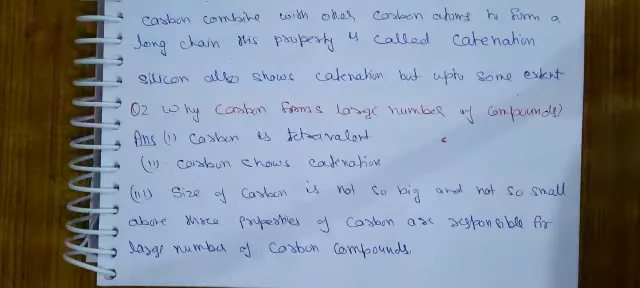 Carbon combine with other carbon atoms to form a
long chain this property is called Catenation
silicon also shows catenation but upto some extent
Q2 Why Carbon forms large number of compounds?
Ans (i) Carbon is tetravalent
(ii) carbon shows catenation
(iii) Size of Carbon is not so big and not so small
above three properties of Carbon are responsible for
large number of Carbon Compounds.